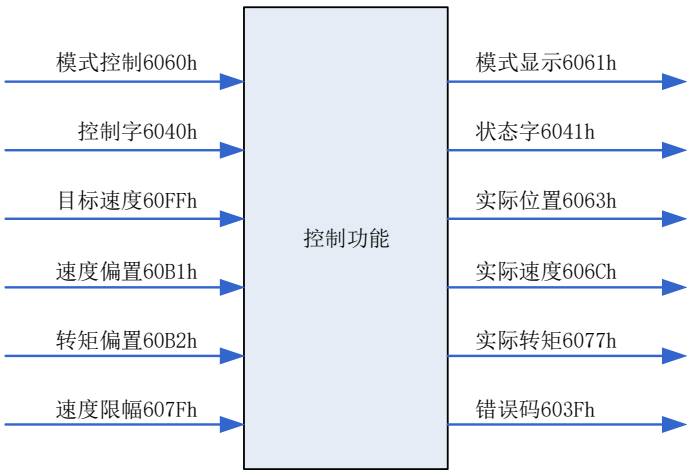 模式控制6060h
控制字6040h
目标速度60FFh
速度偏置60B1h
转矩偏置60B2h
速度限幅607Fh
控制功能
模式显示6061h
状态字6041h
实际位置6063h
实际速度606Ch
实际转矩6077h
错误码603Fh